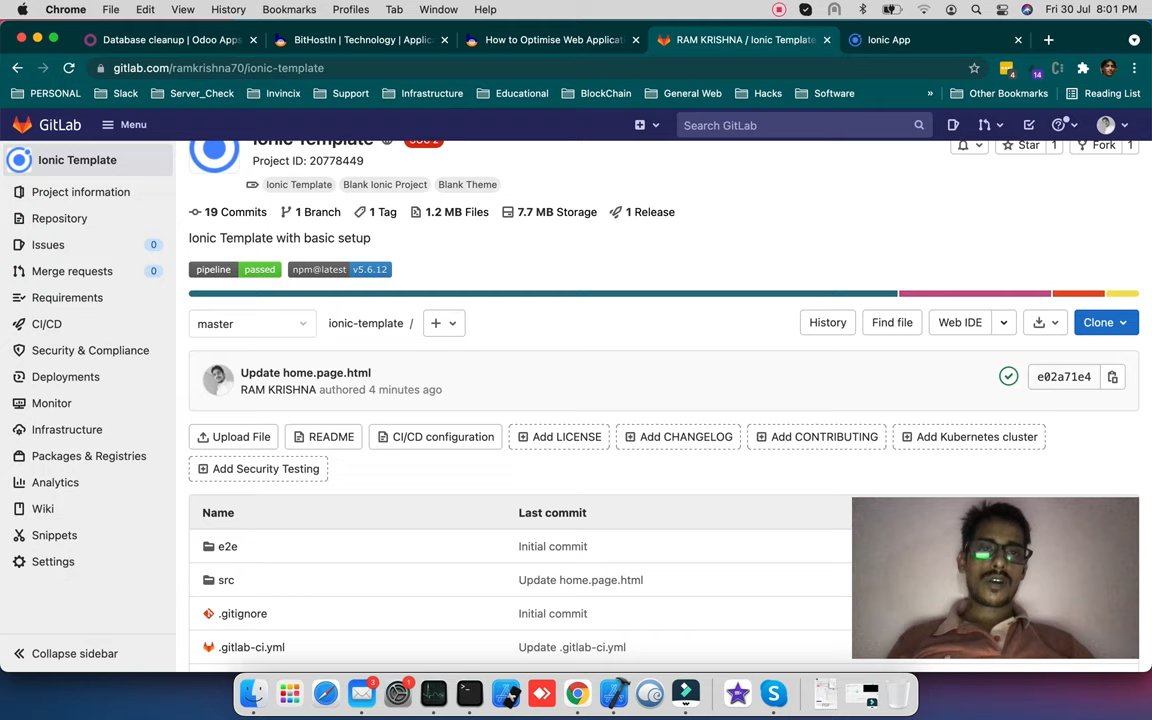 Chrome File Edit View History Bookmarks Profiles Tab Window Help Fri 30 Jul 8:01 PM
Database cleanup | Odoo Apps BitHostIn | Technology | Applic How to Optimise Web Applicati RAM KRISHNA / Ionic Template Ionic App
gitlab.com/ramkrishna70/ionic-template 4 14
PERSONAL Slack Server_Check Invincix Support Infrastructure Educational BlockChain General Web Hacks Software » Other Bookmarks Reading List
GitLab Menu Search GitLab
Ionic Template
Ionic Template
Project ID: 20778449
Star 1 Fork 1
Ionic Template Blank Ionic Project Blank Theme
19 Commits 1 Branch 1 Tag 1.2 MB Files 7.7 MB Storage 1 Release
Ionic Template with basic setup
pipeline passed npm@latest v5.6.12
master ionic-template / History Find file Web IDE Clone
Update home.page.html
RAM KRISHNA authored 4 minutes ago
e02a71e4
Upload File README CI/CD configuration Add LICENSE Add CHANGELOG Add CONTRIBUTING Add Kubernetes cluster
Add Security Testing
Name Last commit
e2e Initial commit
src Update home.page.html
.gitignore Initial commit
.gitlab-ci.yml Update .gitlab-ci.yml
Project information
Repository
Issues 0
Merge requests 0
Requirements
CI/CD
Security & Compliance
Deployments
Monitor
Infrastructure
Packages & Registries
Analytics
Wiki
Snippets
Settings
Collapse sidebar
3 1